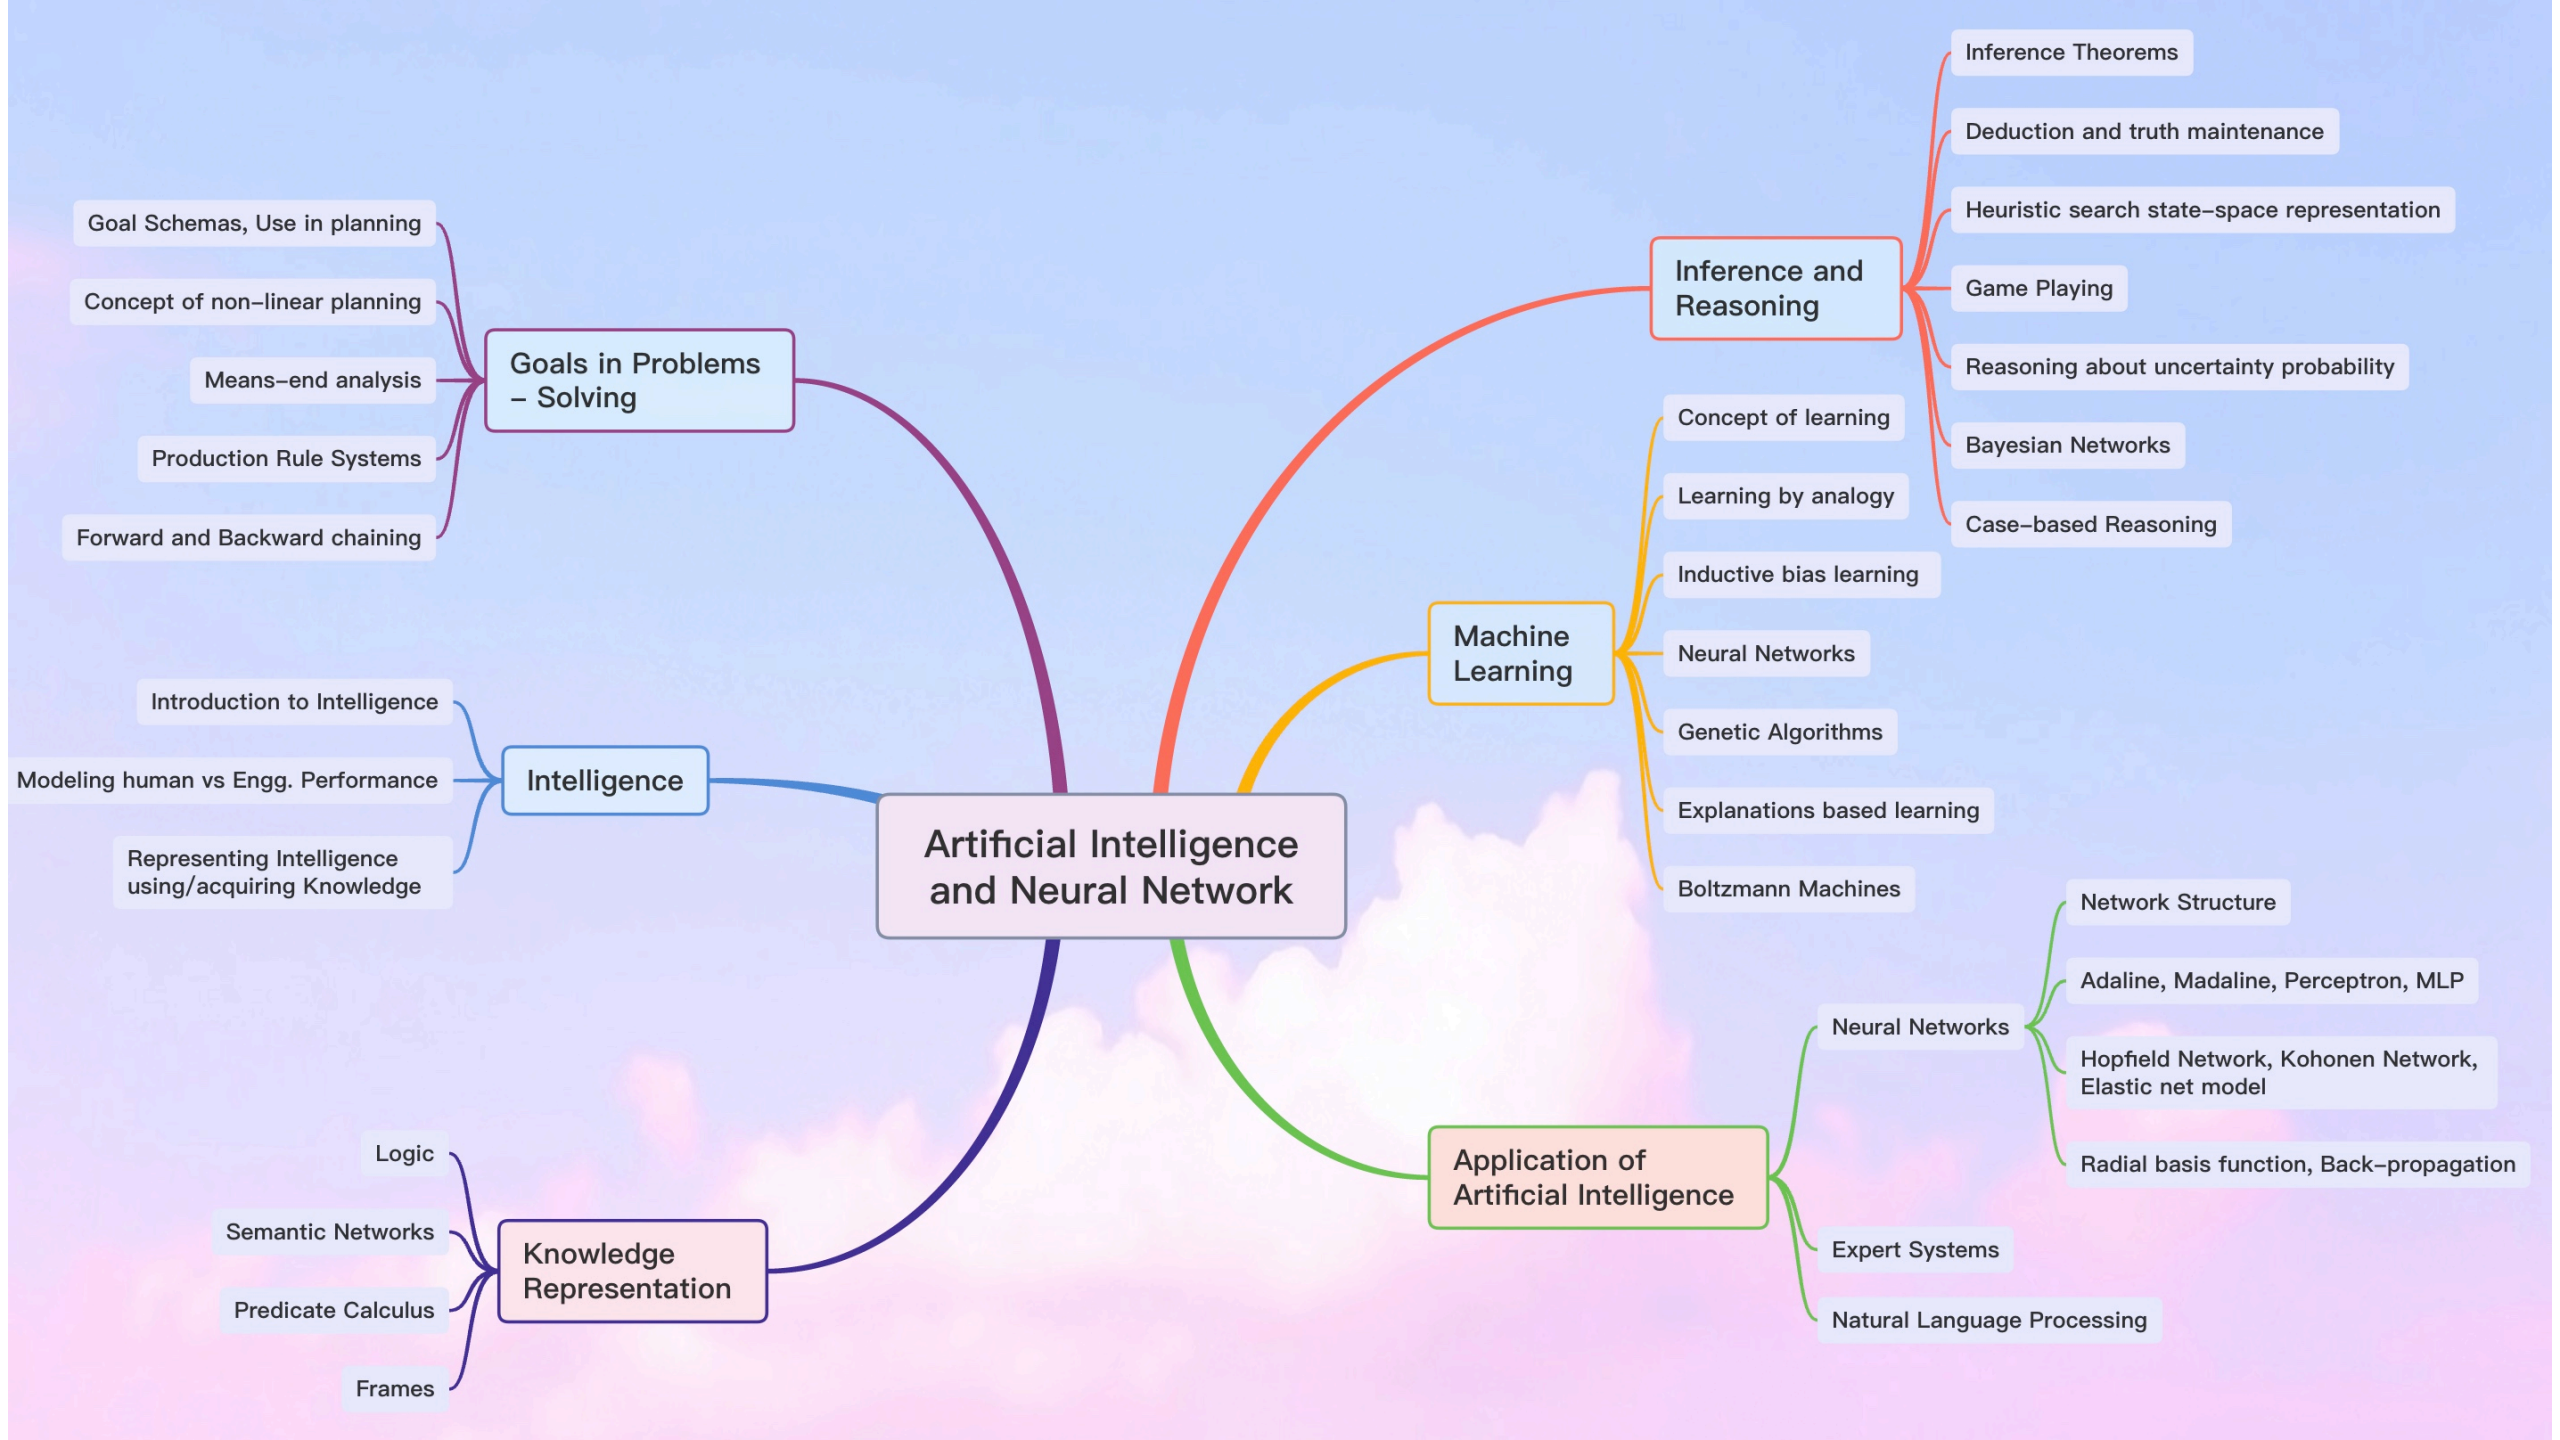 Artificial Intelligence
and Neural Network
Inference and
Reasoning
Inference Theorems
Deduction and truth maintenance
Heuristic search state–space representation
Game Playing
Reasoning about uncertainty probability
Bayesian Networks
Case–based Reasoning
Machine
Learning
Concept of learning
Learning by analogy
Inductive bias learning
Neural Networks
Genetic Algorithms
Explanations based learning
Boltzmann Machines
Application of
Artificial Intelligence
Neural Networks
Network Structure
Adaline, Madaline, Perceptron, MLP
Hopfield Network, Kohonen Network,
Elastic net model
Radial basis function, Back–propagation
Expert Systems
Natural Language Processing
Goals in Problems
– Solving
Goal Schemas, Use in planning
Concept of non–linear planning
Means–end analysis
Production Rule Systems
Forward and Backward chaining
Intelligence
Introduction to Intelligence
Modeling human vs Engg. Performance
Representing Intelligence
using/acquiring Knowledge
Knowledge
Representation
Logic
Semantic Networks
Predicate Calculus
Frames